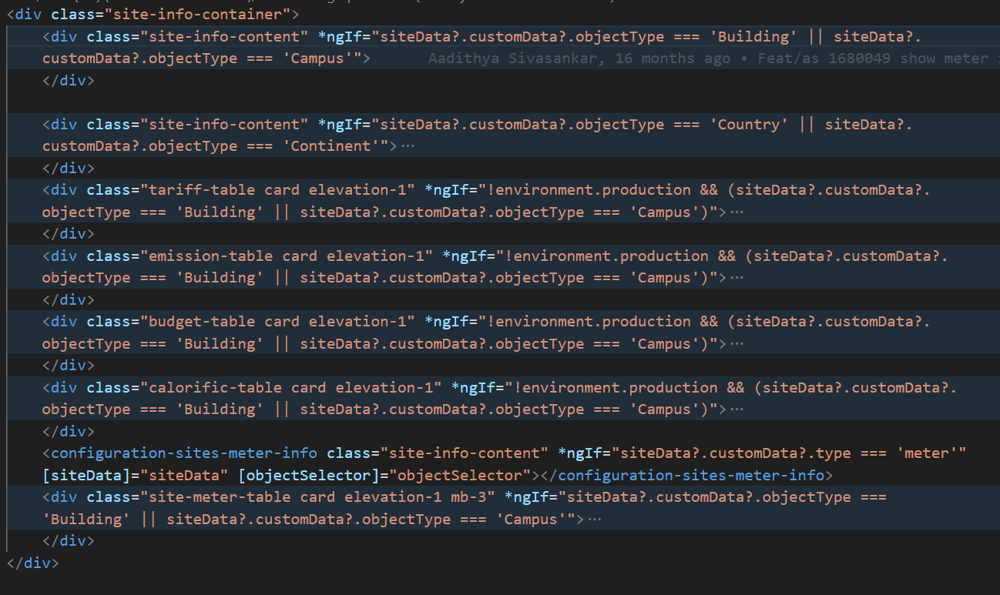 <div class="site-info-container">
<div class="site-info-content" *ngIf="siteData?.customData?.objectType === 'Building' || siteData?.
customData?.objectType === 'Campus'"> Aadithya Sivasankar, 16 months ago • Feat/as 1680049 show meter
</div>
<div class="site-info-content" *ngIf="siteData?.customData?.objectType === 'Country' || siteData?.
customData?.objectType === 'Continent'">···
</div>
<div class="tariff-table card elevation-1" *ngIf="!environment.production && (siteData?.customData?.
objectType === 'Building' || siteData?.customData?.objectType === 'Campus')">···
</div>
<div class="emission-table card elevation-1" *ngIf="!environment.production && (siteData?.customData?.
objectType === 'Building' || siteData?.customData?.objectType === 'Campus')">···
</div>
<div class="budget-table card elevation-1" *ngIf="!environment.production && (siteData?.customData?.
objectType === 'Building' || siteData?.customData?.objectType === 'Campus')">···
</div>
<div class="calorific-table card elevation-1" *ngIf="!environment.production && (siteData?.customData?.
objectType === 'Building' || siteData?.customData?.objectType === 'Campus')">···
</div>
<configuration-sites-meter-info class="site-info-content" *ngIf="siteData?.customData?.type === 'meter'"
[siteData]="siteData" [objectSelector]="objectSelector"></configuration-sites-meter-info>
<div class="site-meter-table card elevation-1 mb-3" *ngIf="siteData?.customData?.objectType ===
'Building' || siteData?.customData?.objectType === 'Campus'">···
</div>
</div>